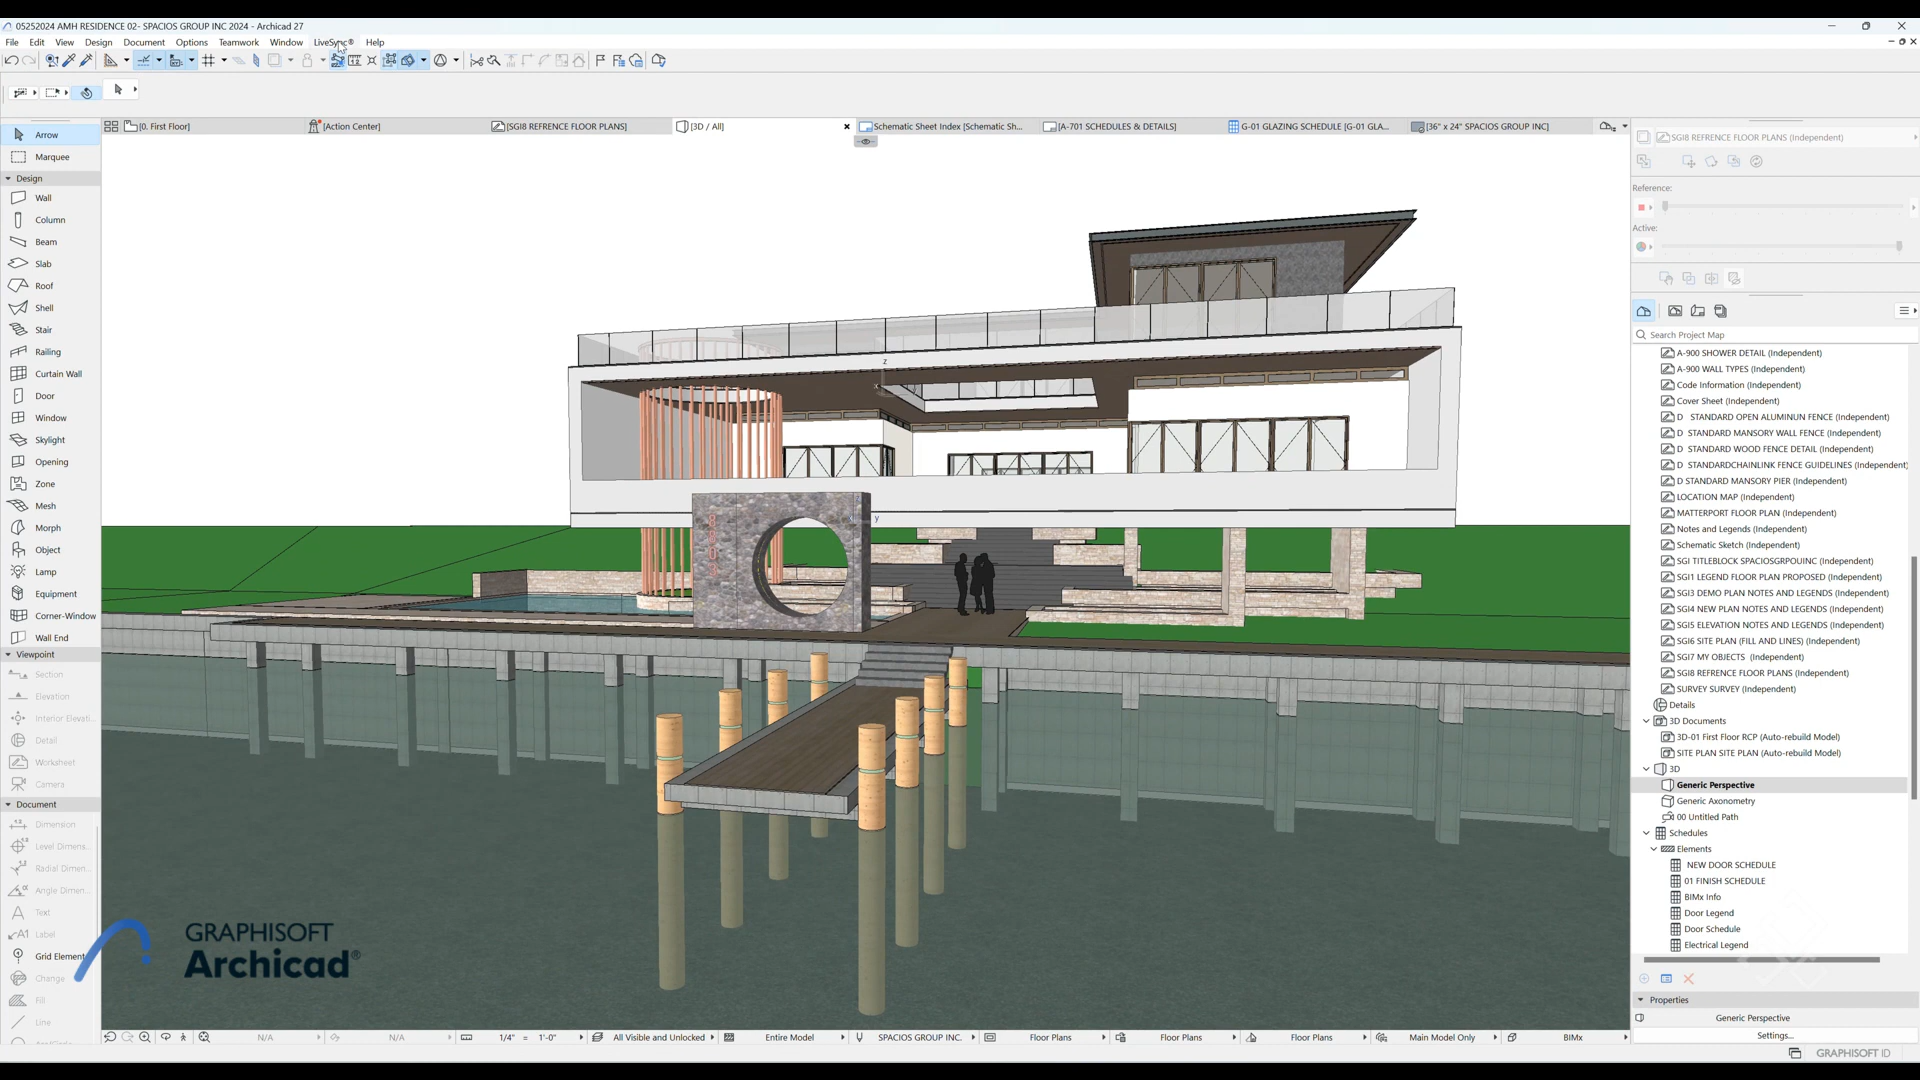 05252024 AMH RESIDENCE 02- SPACIOS GROUP INC 2024 - Archicad 27
File Edit View Design Document Options Teamwork Window LiveSync® Help
[0. First Floor]
[Action Center]
[SGI8 REFRENCE FLOOR PLANS]
[3D / All]
Schematic Sheet Index [Schematic Sh...
[A-701 SCHEDULES & DETAILS]
G-01 GLAZING SCHEDULE [G-01 GLA...
[36" x 24" SPACIOS GROUP INC]
Arrow
Marquee
Design
Wall
Column
Beam
Slab
Roof
Shell
Stair
Railing
Curtain Wall
Door
Window
Skylight
Opening
Zone
Mesh
Morph
Object
Lamp
Equipment
Corner-Window
Wall End
Viewpoint
Section
Elevation
Interior Elevati...
Detail
Worksheet
Camera
Document
Dimension
Level Dimens...
Radial Dimen...
Angle Dimen...
Text
Label
Grid Element
Change
Fill
Line
z
x
y
GRAPHISOFT
Archicad®
SGI8 REFRENCE FLOOR PLANS (Independent)
Reference:
Active:
Search Project Map
A-900 SHOWER DETAIL (Independent)
A-900 WALL TYPES (Independent)
Code Information (Independent)
Cover Sheet (Independent)
D STANDARD OPEN ALUMINUN FENCE (Independent)
D STANDARD MANSORY WALL FENCE (Independent)
D STANDARD WOOD FENCE DETAIL (Independent)
D STANDARDCHAINLINK FENCE GUIDELINES (Independent)
D STANDARD MANSORY PIER (Independent)
LOCATION MAP (Independent)
MATTERPORT FLOOR PLAN (Independent)
Notes and Legends (Independent)
Schematic Sketch (Independent)
SGI TITLEBLOCK SPACIOSGRPOUINC (Independent)
SGI1 LEGEND FLOOR PLAN PROPOSED (Independent)
SGI3 DEMO PLAN NOTES AND LEGENDS (Independent)
SGI4 NEW PLAN NOTES AND LEGENDS (Independent)
SGI5 ELEVATION NOTES AND LEGENDS (Independent)
SGI6 SITE PLAN (FILL AND LINES) (Independent)
SGI7 MY OBJECTS (Independent)
SGI8 REFRENCE FLOOR PLANS (Independent)
SURVEY SURVEY (Independent)
Details
3D Documents
3D-01 First Floor RCP (Auto-rebuild Model)
SITE PLAN SITE PLAN (Auto-rebuild Model)
3D
Generic Perspective
Generic Axonometry
00 Untitled Path
Schedules
Elements
NEW DOOR SCHEDULE
01 FINISH SCHEDULE
BIMx Info
Door Legend
Door Schedule
Electrical Legend
Properties
Generic Perspective
Settings...
N/A
N/A
1/4" = 1'-0"
All Visible and Unlocked
Entire Model
SPACIOS GROUP INC.
Floor Plans
Floor Plans
Floor Plans
Main Model Only
BIMx
GRAPHISOFT ID